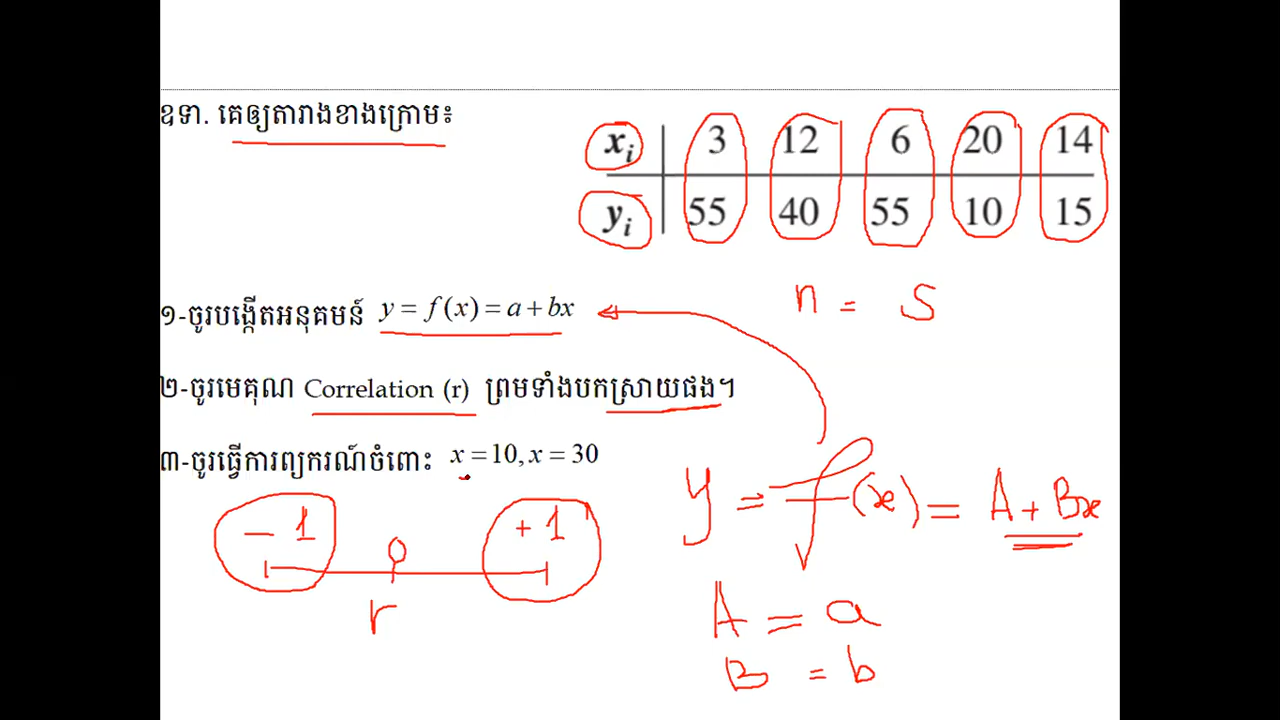 ឧទា. គេឲ្យតារាងខាងក្រោម៖
xᵢ 3 12 6 20 14
yᵢ 55 40 55 10 15
n = 5
១-ចូរបង្កើតអនុគមន៍ y = f(x) = a + bx
២-ចូរមេគុណ Correlation (r) ព្រមទាំងបកស្រាយផង។
៣-ចូរធ្វើការព្យករណ៍ចំពោះ x = 10, x = 30
y = f(x) = A + Bx
- 1 + 1
r
A = a
B = b